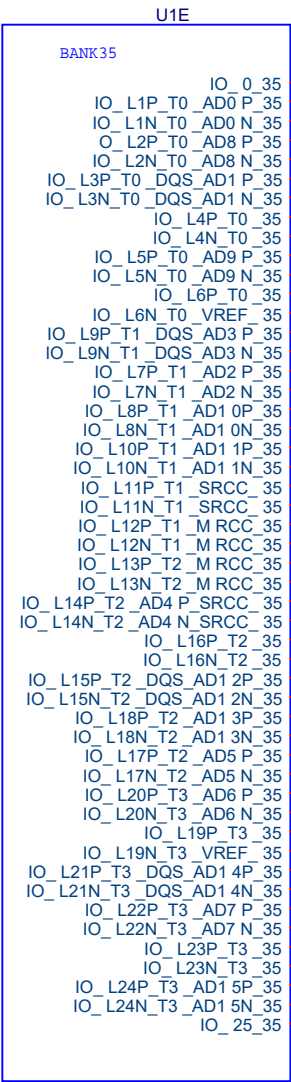 U1E
BANK35
IO_ 0_35
IO_ L1P_T0 _AD0 P_35
IO_ L1N_T0 _AD0 N_35
O_ L2P_T0 _AD8 P_35
IO_ L2N_T0 _AD8 N_35
IO_ L3P_T0 _DQS_AD1 P_35
IO_ L3N_T0 _DQS_AD1 N_35
IO_ L4P_T0 _35
IO_ L4N_T0 _35
IO_ L5P_T0 _AD9 P_35
IO_ L5N_T0 _AD9 N_35
IO_ L6P_T0 _35
IO_ L6N_T0 _VREF_ 35
IO_ L9P_T1 _DQS_AD3 P_35
IO_ L9N_T1 _DQS_AD3 N_35
IO_ L7P_T1 _AD2 P_35
IO_ L7N_T1 _AD2 N_35
IO_ L8P_T1 _AD1 0P_35
IO_ L8N_T1 _AD1 0N_35
IO_ L10P_T1 _AD1 1P_35
IO_ L10N_T1 _AD1 1N_35
IO_ L11P_T1 _SRCC_ 35
IO_ L11N_T1 _SRCC_ 35
IO_ L12P_T1 _M RCC_35
IO_ L12N_T1 _M RCC_35
IO_ L13P_T2 _M RCC_35
IO_ L13N_T2 _M RCC_35
IO_ L14P_T2 _AD4 P_SRCC_ 35
IO_ L14N_T2 _AD4 N_SRCC_ 35
IO_ L16P_T2 _35
IO_ L16N_T2 _35
IO_ L15P_T2 _DQS_AD1 2P_35
IO_ L15N_T2 _DQS_AD1 2N_35
IO_ L18P_T2 _AD1 3P_35
IO_ L18N_T2 _AD1 3N_35
IO_ L17P_T2 _AD5 P_35
IO_ L17N_T2 _AD5 N_35
IO_ L20P_T3 _AD6 P_35
IO_ L20N_T3 _AD6 N_35
IO_ L19P_T3 _35
IO_ L19N_T3 _VREF_ 35
IO_ L21P_T3 _DQS_AD1 4P_35
IO_ L21N_T3 _DQS_AD1 4N_35
IO_ L22P_T3 _AD7 P_35
IO_ L22N_T3 _AD7 N_35
IO_ L23P_T3 _35
IO_ L23N_T3 _35
IO_ L24P_T3 _AD1 5P_35
IO_ L24N_T3 _AD1 5N_35
IO_ 25_35